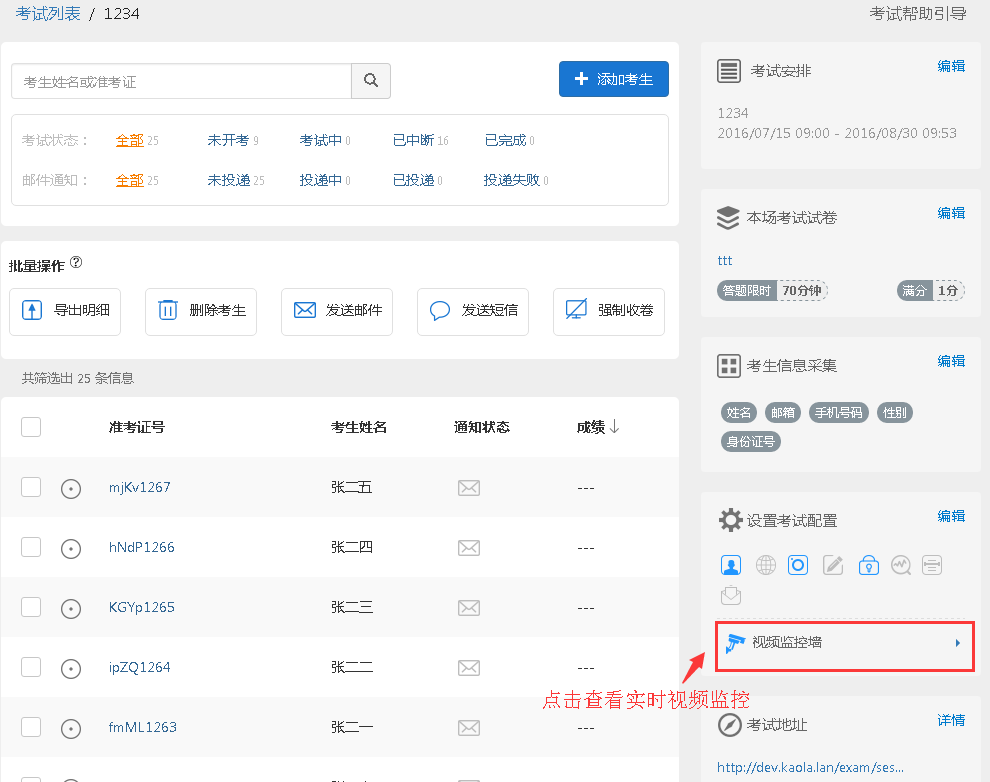 考试列表 / 1234
考试帮助引导
考生姓名或准考证
添加考生
考试状态： 全部 25 未开考 9 考试中 0 已中断 16 已完成 0
邮件通知： 全部 25 未投递 25 投递中 0 已投递 0 投递失败 0
批量操作 ?
导出明细 删除考生 发送邮件 发送短信 强制收卷
共筛选出 25 条信息
准考证号 考生姓名 通知状态 成绩↓
mjKv1267 张二五 ---
hNdP1266 张二四 ---
KGYp1265 张二三 ---
ipZQ1264 张二二 ---
fmML1263 张二一 ---
考试安排 编辑
1234
2016/07/15 09:00 - 2016/08/30 09:53
本场考试试卷 编辑
ttt
答题限时 70分钟 满分 1分
考生信息采集 编辑
姓名 邮箱 手机号码 性别
身份证号
设置考试配置 编辑
视频监控墙
点击查看实时视频监控
考试地址 详情
http://dev.kaola.lan/exam/ses...